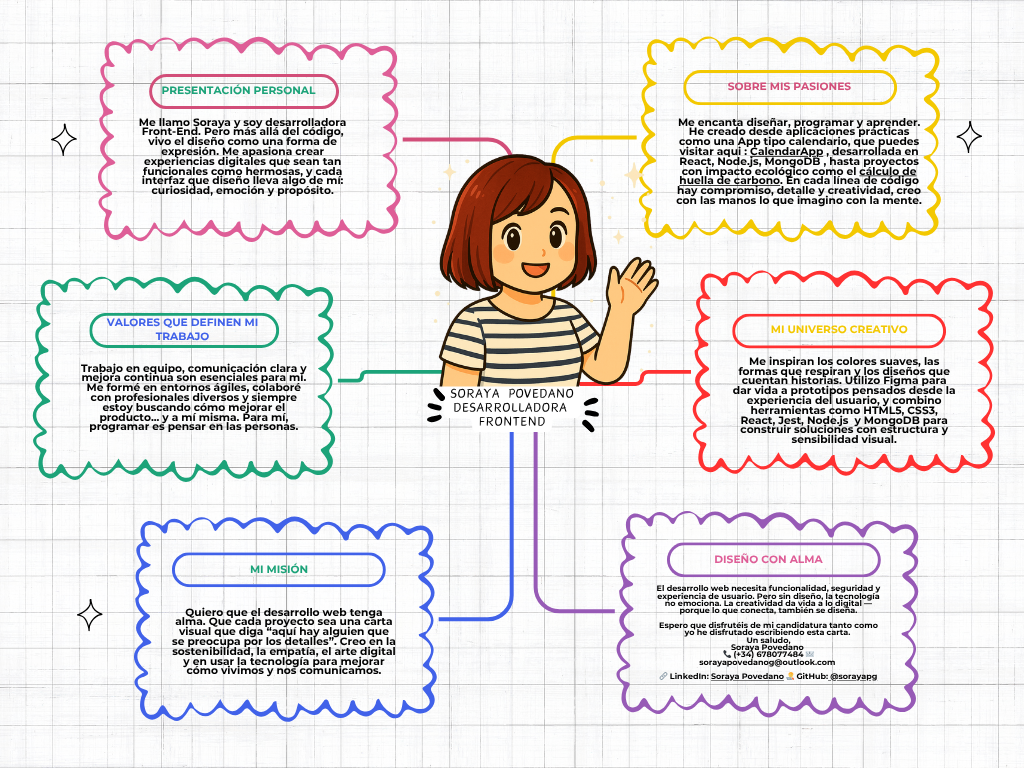 PRESENTACIÓN PERSONAL
Me llamo Soraya y soy desarrolladora
Front-End. Pero más allá del código,
vivo el diseño como una forma de
expresión. Me apasiona crear
experiencias digitales que sean tan
funcionales como hermosas, y cada
interfaz que diseño lleva algo de mí:
curiosidad, emoción y propósito.
SOBRE MIS PASIONES
Me encanta diseñar, programar y aprender.
He creado desde aplicaciones prácticas
como una App tipo calendario, que puedes
visitar aqui : CalendarApp , desarrollada en
React, Node.js, MongoDB , hasta proyectos
con impacto ecológico como el cálculo de
huella de carbono. En cada línea de código
hay compromiso, detalle y creatividad, creo
con las manos lo que imagino con la mente.
VALORES QUE DEFINEN MI
TRABAJO
Trabajo en equipo, comunicación clara y
mejora continua son esenciales para mí.
Me formé en entornos ágiles, colaboré
con profesionales diversos y siempre
estoy buscando cómo mejorar el
producto... y a mí misma. Para mí,
programar es pensar en las personas.
MI UNIVERSO CREATIVO
Me inspiran los colores suaves, las
formas que respiran y los diseños que
cuentan historias. Utilizo Figma para
dar vida a prototipos pensados desde la
experiencia del usuario, y combino
herramientas como HTML5, CSS3,
React, Jest, Node.js y MongoDB para
construir soluciones con estructura y
sensibilidad visual.
SORAYA POVEDANO
DESARROLLADORA
FRONTEND
MI MISIÓN
Quiero que el desarrollo web tenga
alma. Que cada proyecto sea una carta
visual que diga “aquí hay alguien que
se preocupa por los detalles”. Creo en la
sostenibilidad, la empatía, el arte digital
y en usar la tecnología para mejorar
cómo vivimos y nos comunicamos.
DISEÑO CON ALMA
El desarrollo web necesita funcionalidad, seguridad y
experiencia de usuario. Pero sin diseño, la tecnología
no emociona. La creatividad da vida a lo digital —
porque lo que conecta, también se diseña.
Espero que disfrutéis de mi candidatura tanto como
yo he disfrutado escribiendo esta carta.
Un saludo,
Soraya Povedano
📞 (+34) 678077484 📧
sorayapovedanog@outlook.com
🔗 LinkedIn: Soraya Povedano 👩‍💻 GitHub: @sorayapg